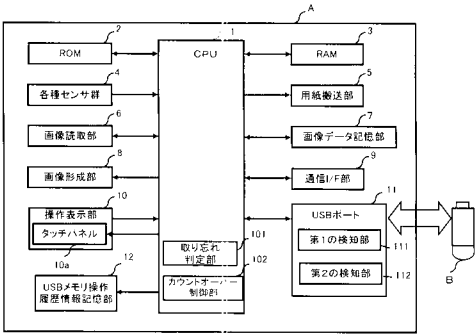 A
1
CPU
2
ROM
3
RAM
4
各種センサ群
5
用紙搬送部
6
画像読取部
7
画像データ記憶部
8
画像形成部
9
通信I/F部
10
操作表示部
タッチパネル
10a
11
USBポート
第1の検知部
111
第2の検知部
112
B
101
取り忘れ
判定部
102
カウントオーバー
制御部
12
USBメモリ操作
履歴情報記憶部